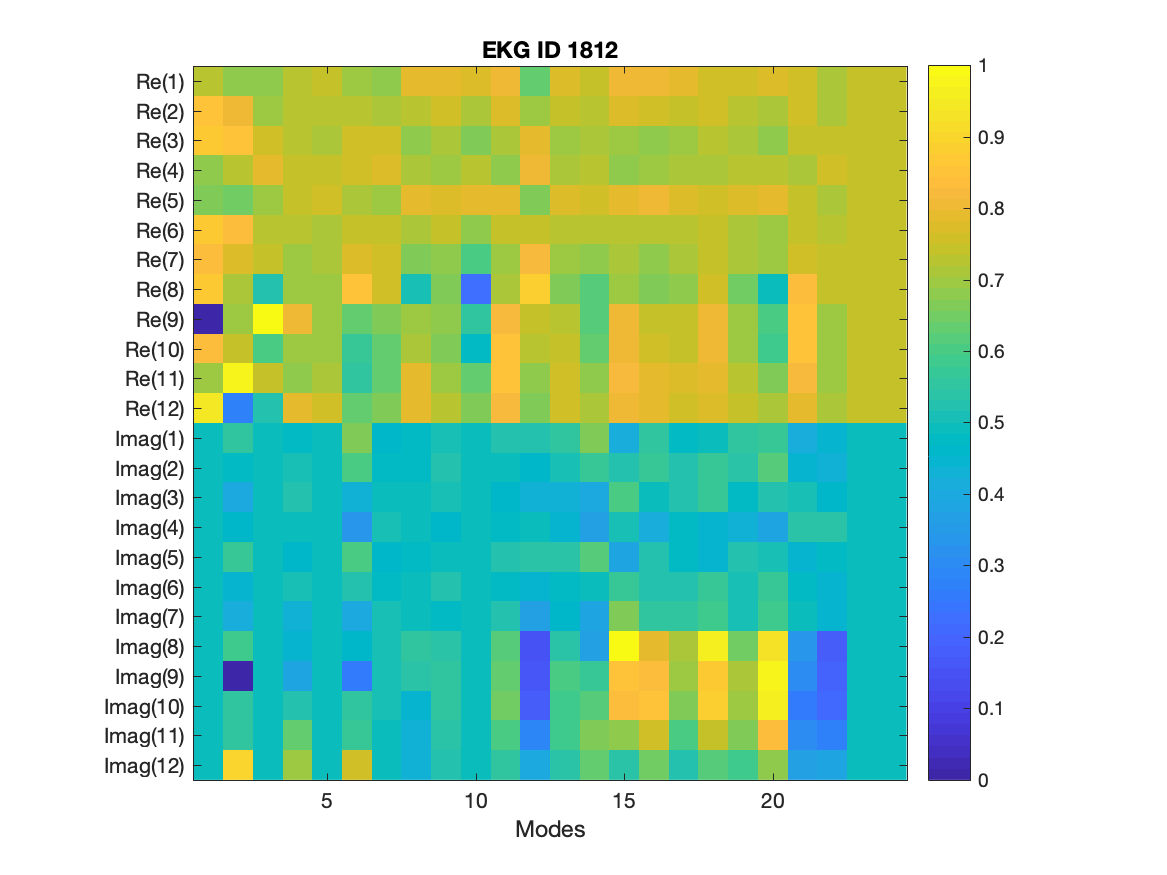 EKG ID 1812
Re(1)
Re(2)
Re(3)
Re(4)
Re(5)
Re(6)
Re(7)
Re(8)
Re(9)
Re(10)
Re(11)
Re(12)
Imag(1)
Imag(2)
Imag(3)
Imag(4)
Imag(5)
Imag(6)
Imag(7)
Imag(8)
Imag(9)
Imag(10)
Imag(11)
Imag(12)
5 10 15 20
Modes
1
0.9
0.8
0.7
0.6
0.5
0.4
0.3
0.2
0.1
0